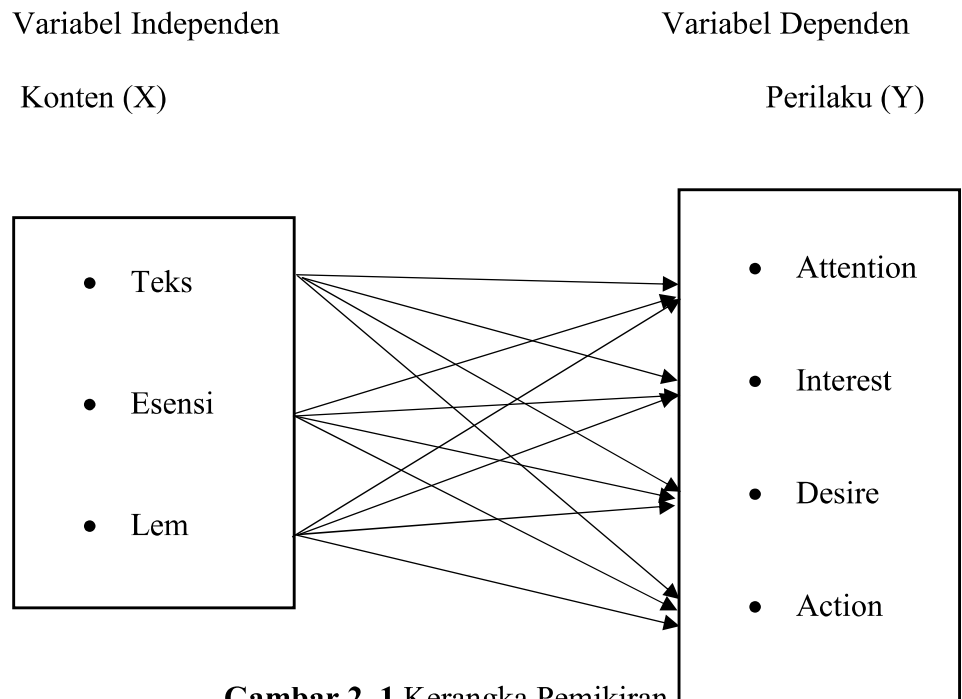 Variabel Independen
Variabel Dependen
Konten (X)
Perilaku (Y)
• Teks
• Esensi
• Lem
• Attention
• Interest
• Desire
• Action
Gambar 2. 1 Kerangka Pemikiran